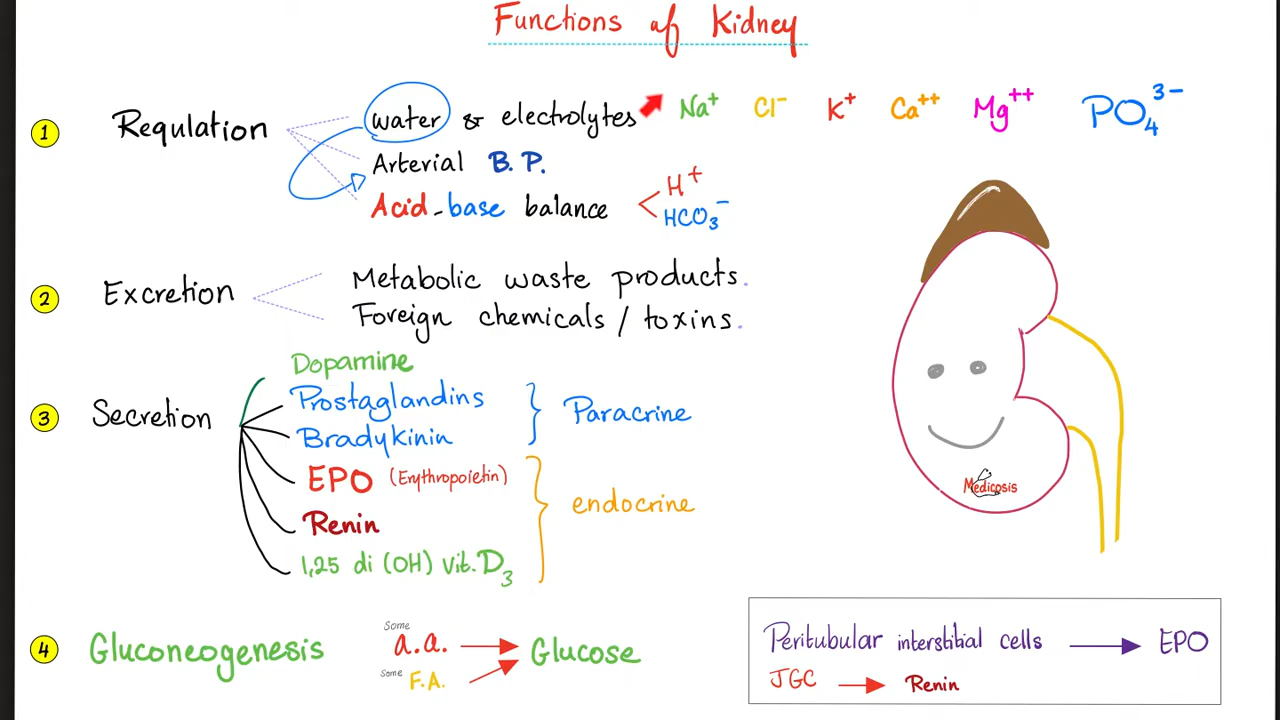 Functions of Kidney
1 Regulation
water & electrolytes Na⁺ Cl⁻ K⁺ Ca⁺⁺ Mg⁺⁺ PO₄³⁻
Arterial B.P.
Acid-base balance H⁺
HCO₃⁻
2 Excretion
Metabolic waste products.
Foreign chemicals / toxins.
3 Secretion
Dopamine
Prostaglandins
Bradykinin
Paracrine
EPO (Erythropoietin)
Renin
1,25 di (OH) vit. D₃
endocrine
Medicosis
4 Gluconeogenesis
Some
a.a.
Some F.A.
Glucose
Peritubular interstitial cells → EPO
JGC → Renin